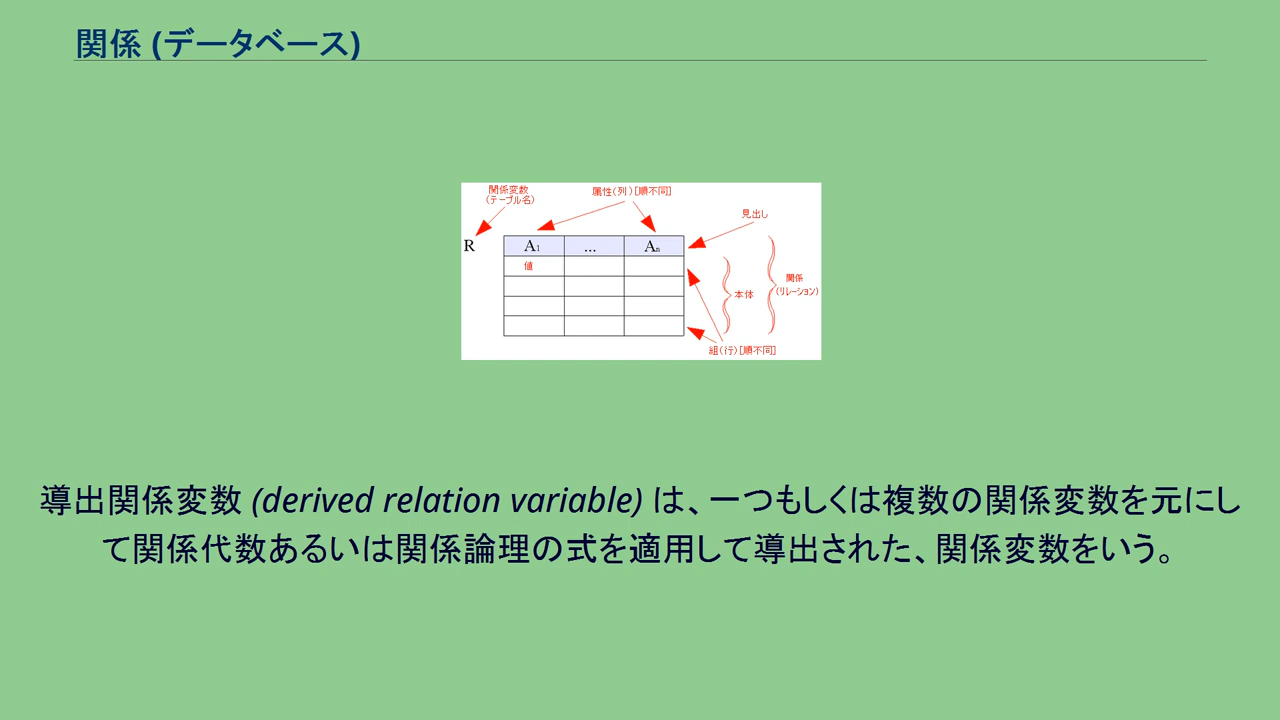 関係 (データベース)
関係変数
(テーブル名)
属性(列)[順不同]
見出し
R
A1
...
An
値
関係
(リレーション)
本体
組(行)[順不同]
導出関係変数 (derived relation variable) は、一つもしくは複数の関係変数を元にし
て関係代数あるいは関係論理の式を適用して導出された、関係変数をいう。